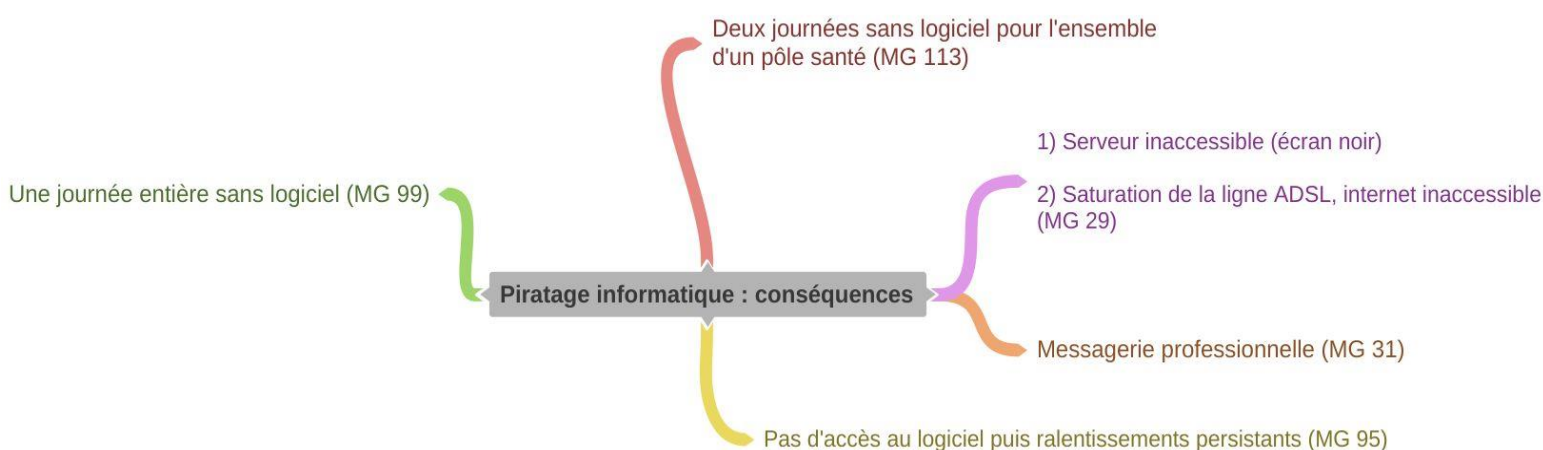 Deux journées sans logiciel pour l'ensemble
d'un pôle santé (MG 113)
1) Serveur inaccessible (écran noir)
Une journée entière sans logiciel (MG 99)
2) Saturation de la ligne ADSL, internet inaccessible
(MG 29)
Piratage informatique : conséquences
Messagerie professionnelle (MG 31)
Pas d'accès au logiciel puis ralentissements persistants (MG 95)